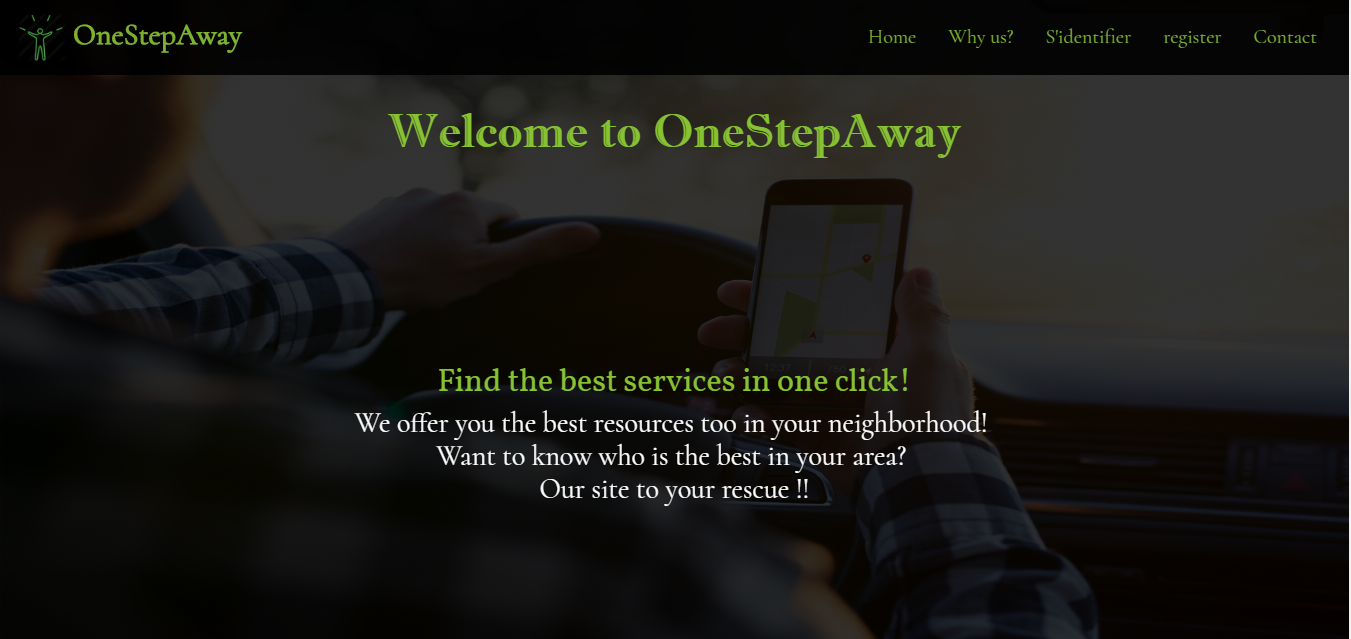 OneStepAway
Home Why us? S'identifier register Contact
Welcome to OneStepAway
Find the best services in one click!
We offer you the best resources too in your neighborhood!
Want to know who is the best in your area?
Our site to your rescue !!